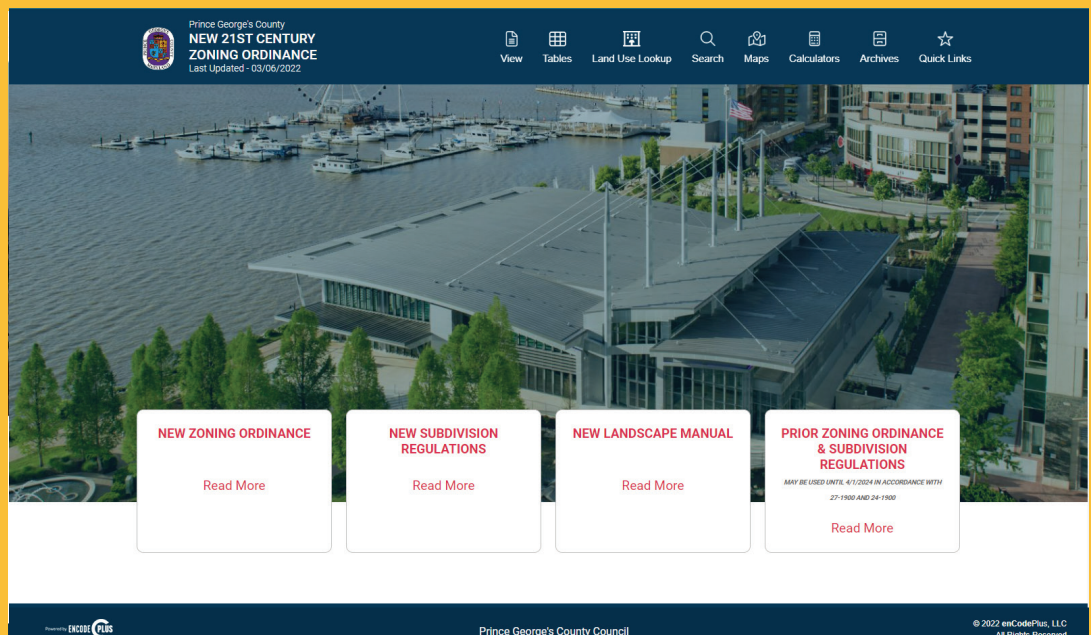 Prince George's County
NEW 21ST CENTURY
ZONING ORDINANCE
Last Updated - 03/06/2022
View
Tables
Land Use Lookup
Search
Maps
Calculators
Archives
Quick Links
NEW ZONING ORDINANCE
Read More
NEW SUBDIVISION
REGULATIONS
Read More
NEW LANDSCAPE MANUAL
Read More
PRIOR ZONING ORDINANCE
& SUBDIVISION
REGULATIONS
MAY BE USED UNTIL 4/1/2024 IN ACCORDANCE WITH
27-1900 AND 24-1900
Read More
Powered by ENCODE PLUS
Prince George's County Council
© 2022 enCodePlus, LLC
All Rights Reserved